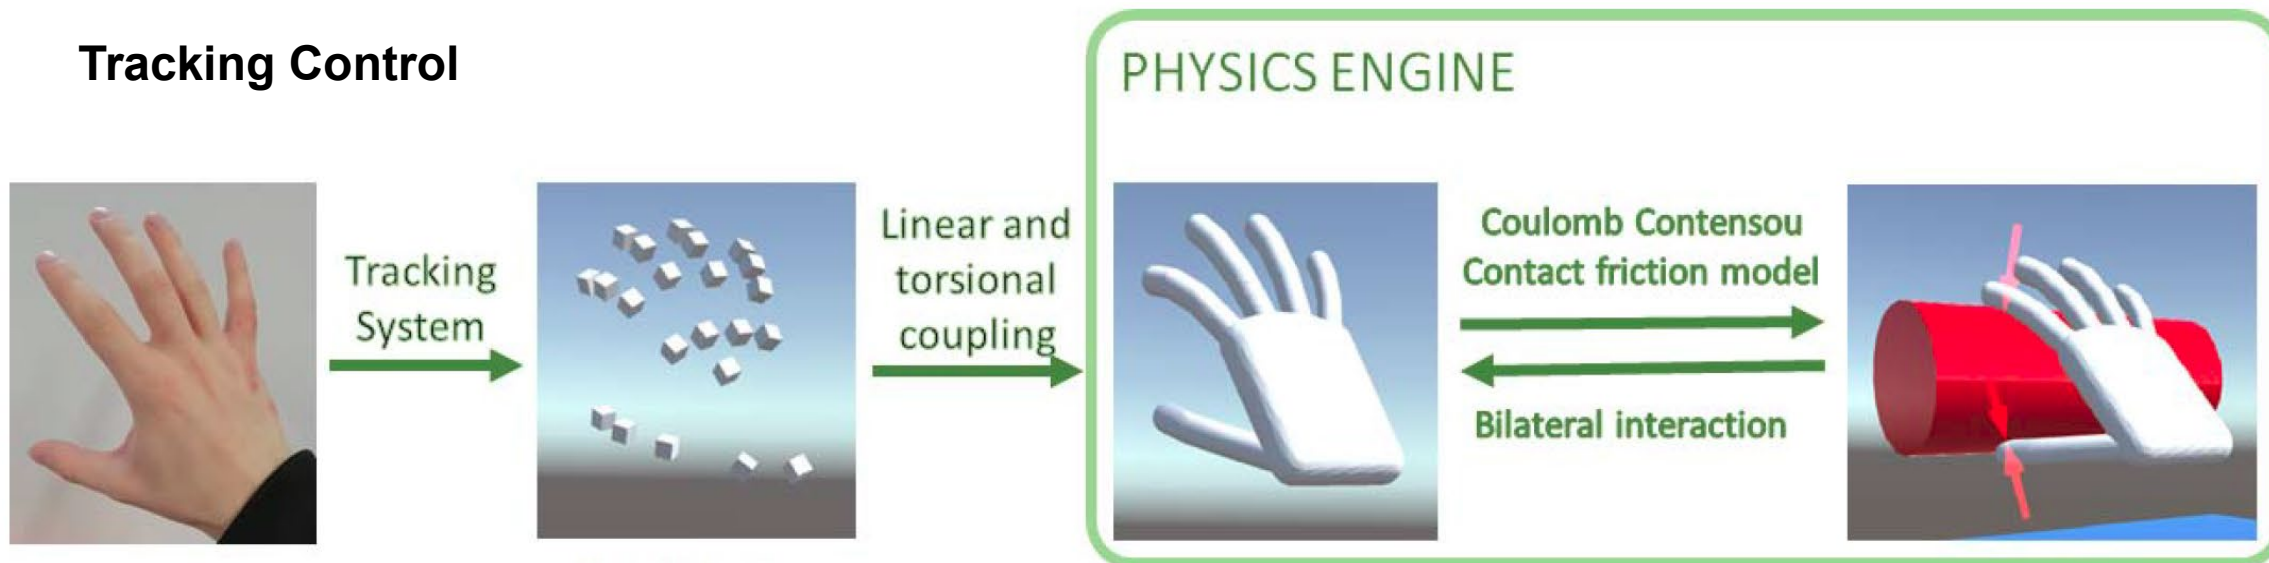 Tracking Control
PHYSICS ENGINE
Tracking
System
Linear and
torsional
coupling
Coulomb Contensou
Contact friction model
Bilateral interaction